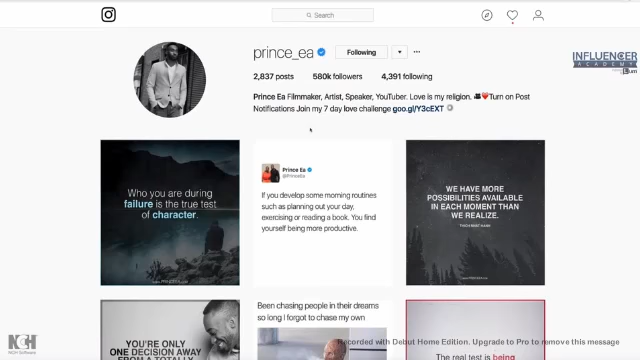 Search
prince_ea
Following
2,837 posts 580k followers 4,391 following
Prince Ea Filmmaker, Artist, Speaker, YouTuber. Love is my religion. Turn on Post
Notifications Join my 7 day love challenge goo.gl/Y3cEXT
INFLUENCER
ACADEMY
Who you are during
failure is the true test
of character.
Prince Ea
@PrinceEa
If you develop some morning routines
such as planning out your day,
exercising or reading a book. You find
yourself being more productive.
WE HAVE MORE
POSSIBILITIES AVAILABLE
IN EACH MOMENT THAN
WE REALIZE.
YOU'RE ONLY
ONE DECISION AWAY
FROM A TOTALLY
Been chasing people in their dreams
so long I forgot to chase my own
The real test is being
NCH
NCH Software
Recorded with Debut Home Edition. Upgrade to Pro to remove this message